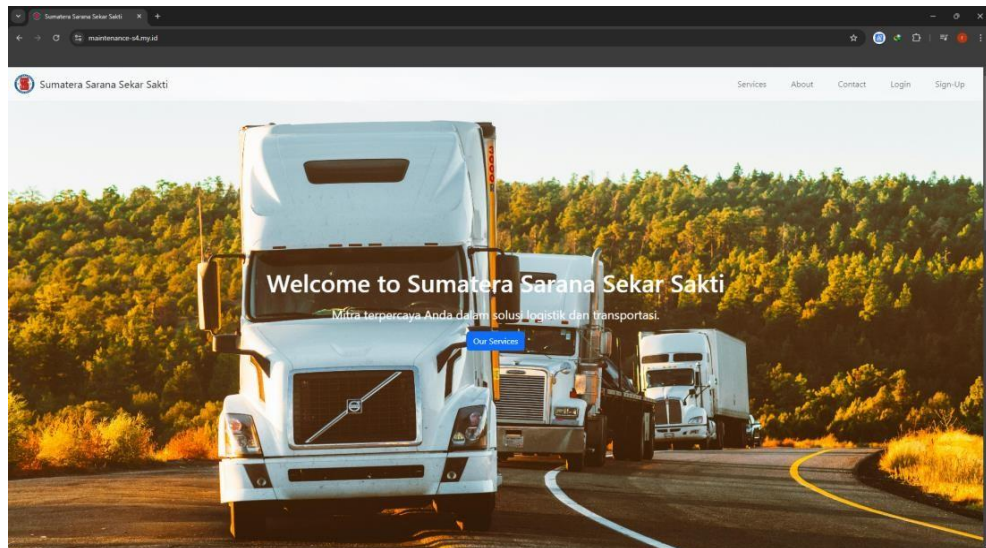 Sumatera Sarana Sekar Sakti
maintenance-s4.my.id
Sumatera Sarana Sekar Sakti
Services About Contact Login Sign-Up
Welcome to Sumatera Sarana Sekar Sakti
Mitra terpercaya Anda dalam solusi logistik dan transportasi.
Our Services